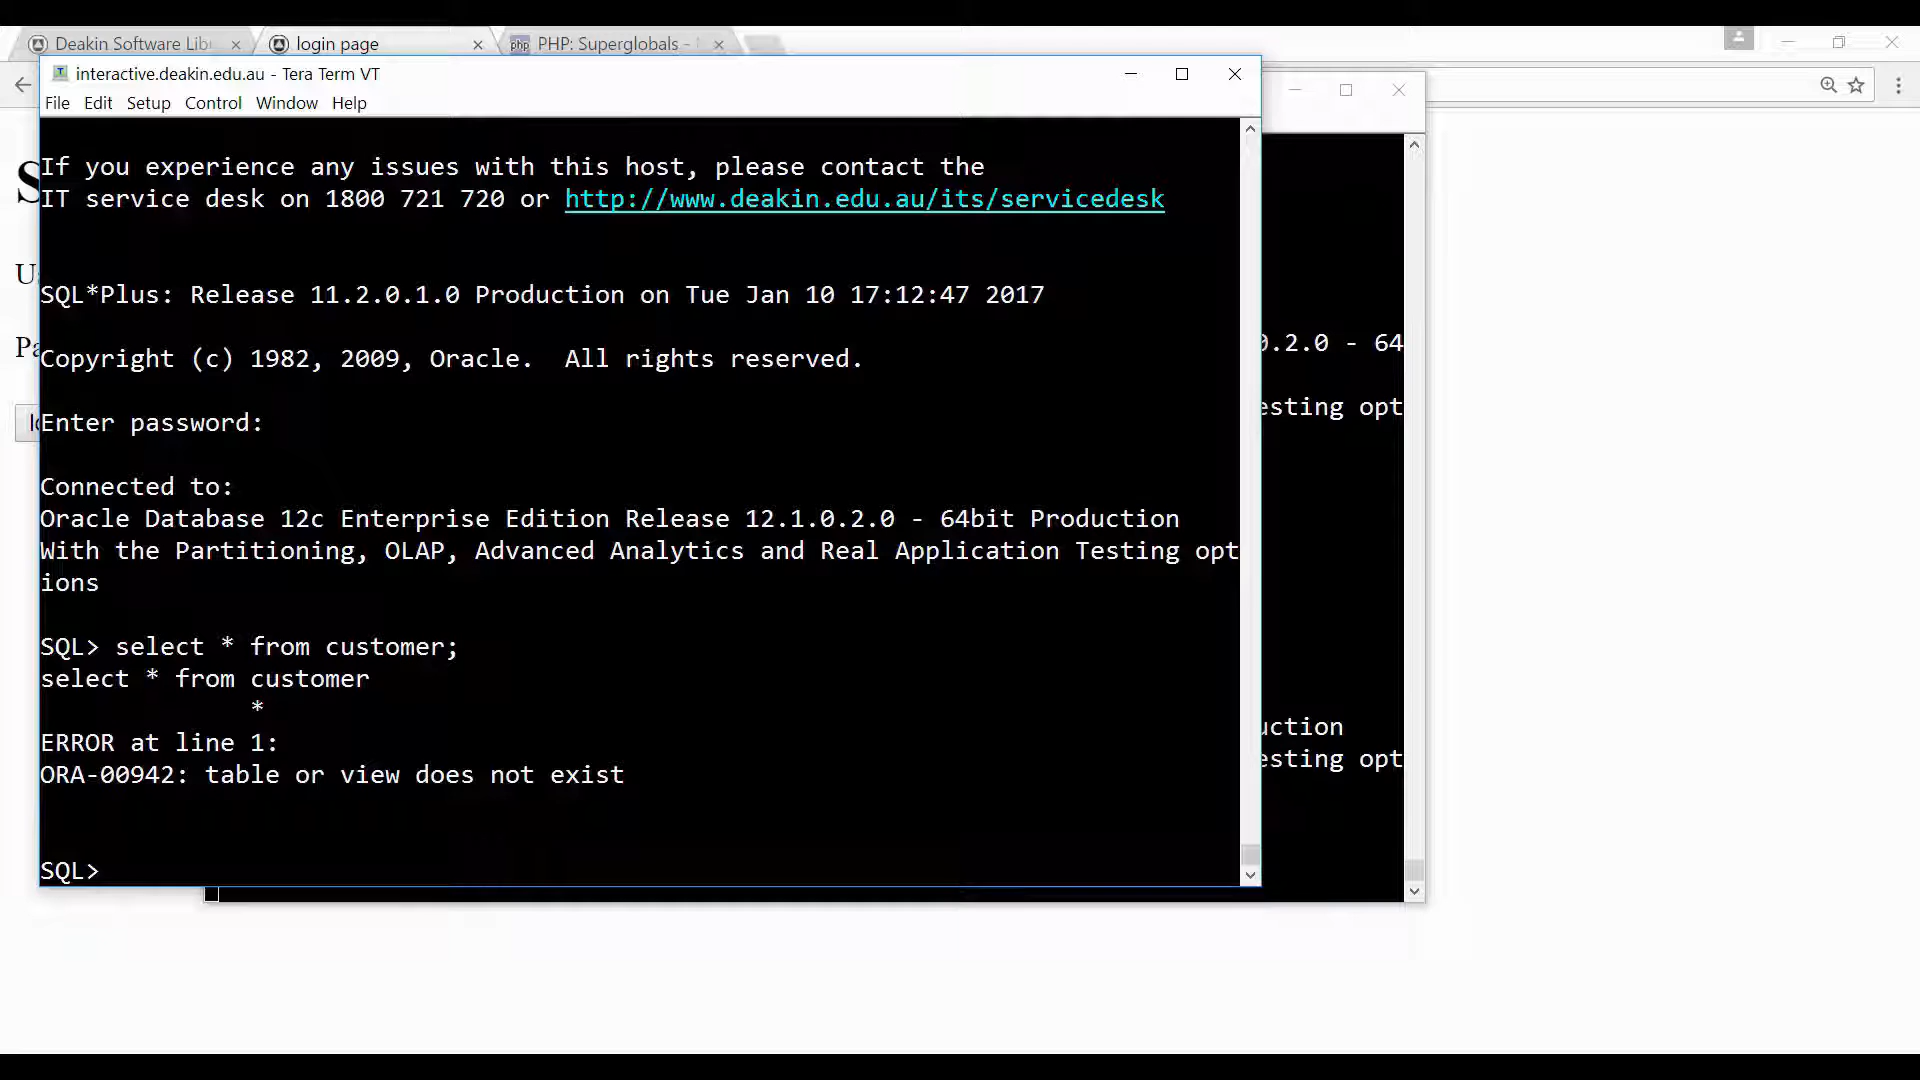 Deakin Software Lib
login page
PHP: Superglobals -
interactive.deakin.edu.au - Tera Term VT
File Edit Setup Control Window Help
If you experience any issues with this host, please contact the
IT service desk on 1800 721 720 or http://www.deakin.edu.au/its/servicedesk
SQL*Plus: Release 11.2.0.1.0 Production on Tue Jan 10 17:12:47 2017
Copyright (c) 1982, 2009, Oracle.  All rights reserved.
0.2.0 - 64
esting opt
Enter password:
Connected to:
Oracle Database 12c Enterprise Edition Release 12.1.0.2.0 - 64bit Production
With the Partitioning, OLAP, Advanced Analytics and Real Application Testing opt
ions
SQL> select * from customer;
select * from customer
*
ERROR at line 1:
ORA-00942: table or view does not exist
uction
esting opt
SQL>